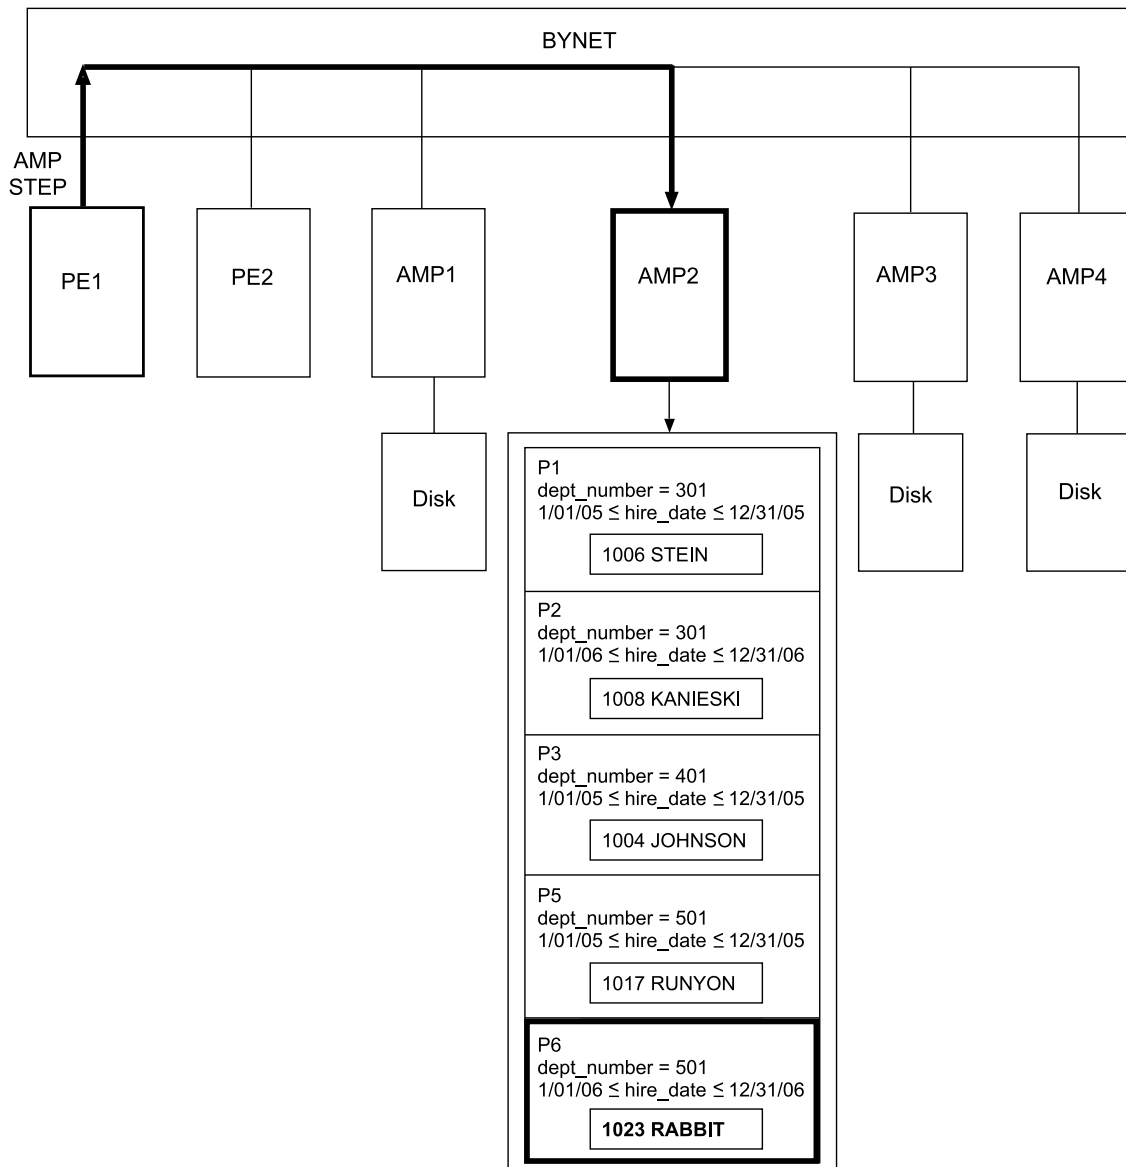 BYNET
AMP
STEP
PE1
PE2
AMP1
AMP2
AMP3
AMP4
Disk
Disk
Disk
P1
dept_number = 301
1/01/05 ≤ hire_date ≤ 12/31/05
1006 STEIN
P2
dept_number = 301
1/01/06 ≤ hire_date ≤ 12/31/06
1008 KANIESKI
P3
dept_number = 401
1/01/05 ≤ hire_date ≤ 12/31/05
1004 JOHNSON
P5
dept_number = 501
1/01/05 ≤ hire_date ≤ 12/31/05
1017 RUNYON
P6
dept_number = 501
1/01/06 ≤ hire_date ≤ 12/31/06
1023 RABBIT